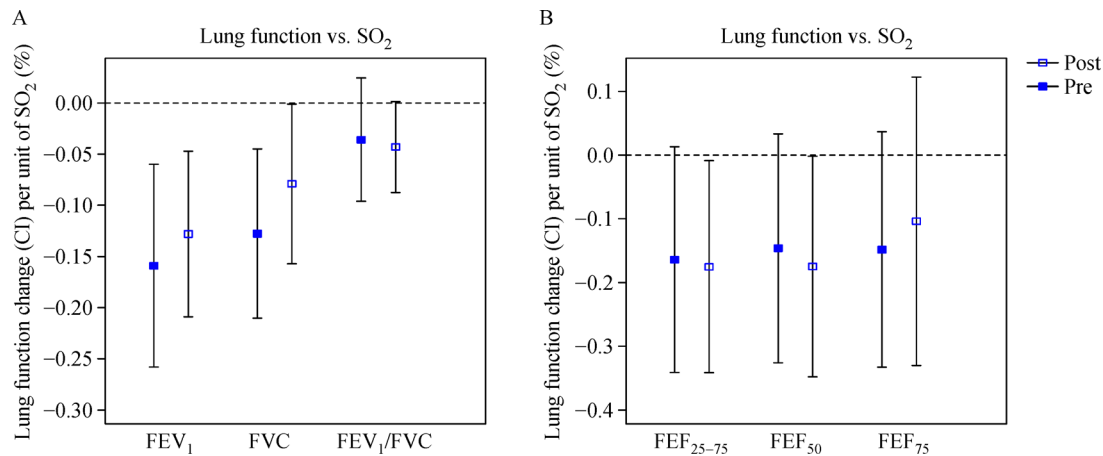 A
Lung function vs. SO₂
Lung function change (CI) per unit of SO₂ (%)
0.00
−0.05
−0.10
−0.15
−0.20
−0.25
−0.30
FEV₁ FVC FEV₁/FVC
B
Lung function vs. SO₂
Lung function change (CI) per unit of SO₂ (%)
0.1
0.0
−0.1
−0.2
−0.3
−0.4
FEF₂₅₋₇₅ FEF₅₀ FEF₇₅
Post
Pre